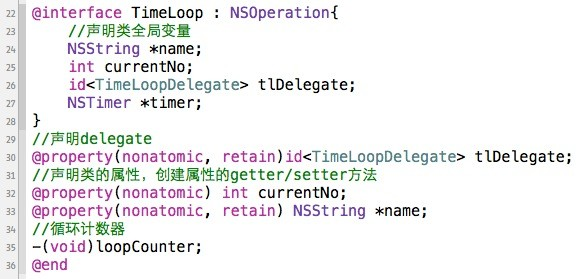 22 @interface TimeLoop : NSOperation{
23 //声明类全局变量
24 NSString *name;
25 int currentNo;
26 id<TimeLoopDelegate> tlDelegate;
27 NSTimer *timer;
28 }
29 //声明delegate
30 @property(nonatomic, retain)id<TimeLoopDelegate> tlDelegate;
31 //声明类的属性，创建属性的getter/setter方法
32 @property(nonatomic) int currentNo;
33 @property(nonatomic, retain) NSString *name;
34 //循环计数器
35 -(void)loopCounter;
36 @end